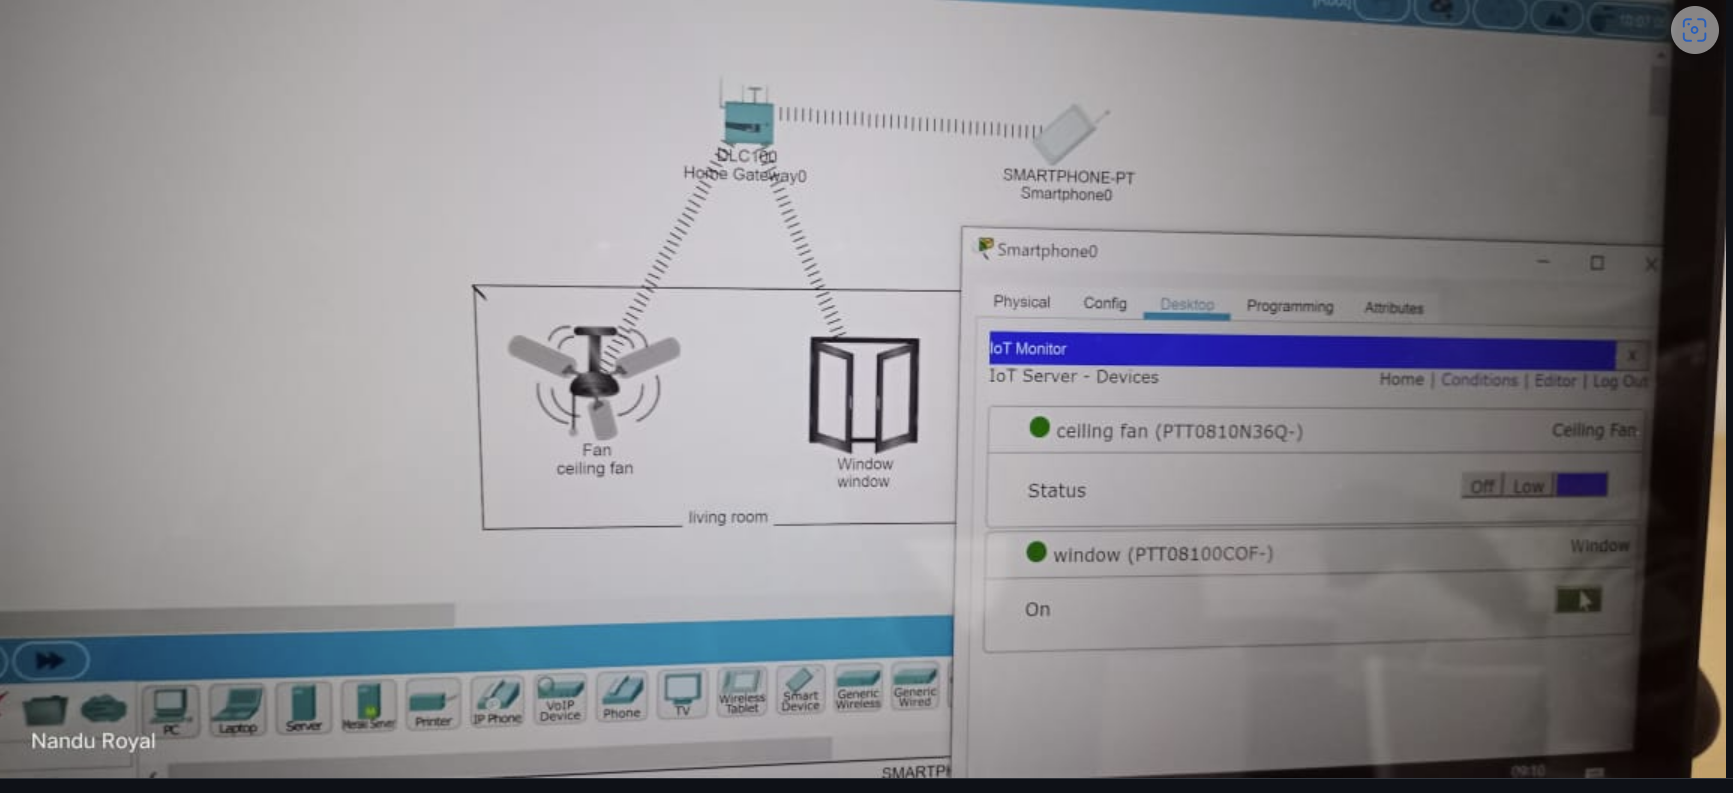 [Root]
DLC100
Home Gateway0
SMARTPHONE-PT
Smartphone0
Fan
ceiling fan
Window
window
living room
Smartphone0
Physical Config Desktop Programming Attributes
IoT Monitor X
IoT Server - Devices Home | Conditions | Editor | Log Out
ceiling fan (PTT0810N36Q-) Ceiling Fan
Status Off Low
window (PTT08100COF-) Window
On
PC
Laptop
Server
Meraki Server
Printer
IP Phone
VoIP Device
Phone
TV
Wireless Tablet
Smart Device
Generic Wireless
Generic Wired
Nandu Royal
SMARTPH
09:10